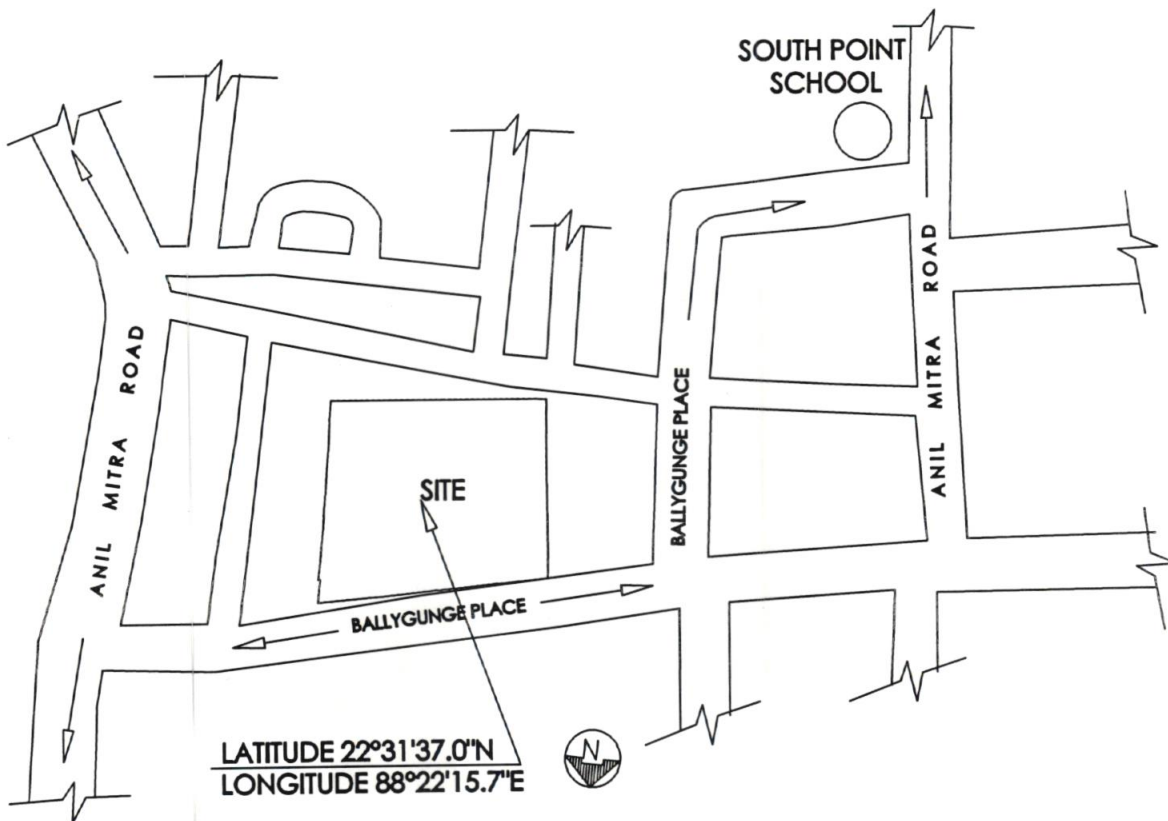 SOUTH POINT
SCHOOL
ANIL MITRA ROAD
ANIL MITRA ROAD
BALLYGUNGE PLACE
SITE
BALLYGUNGE PLACE
LATITUDE 22°31'37.0"N
LONGITUDE 88°22'15.7"E
N